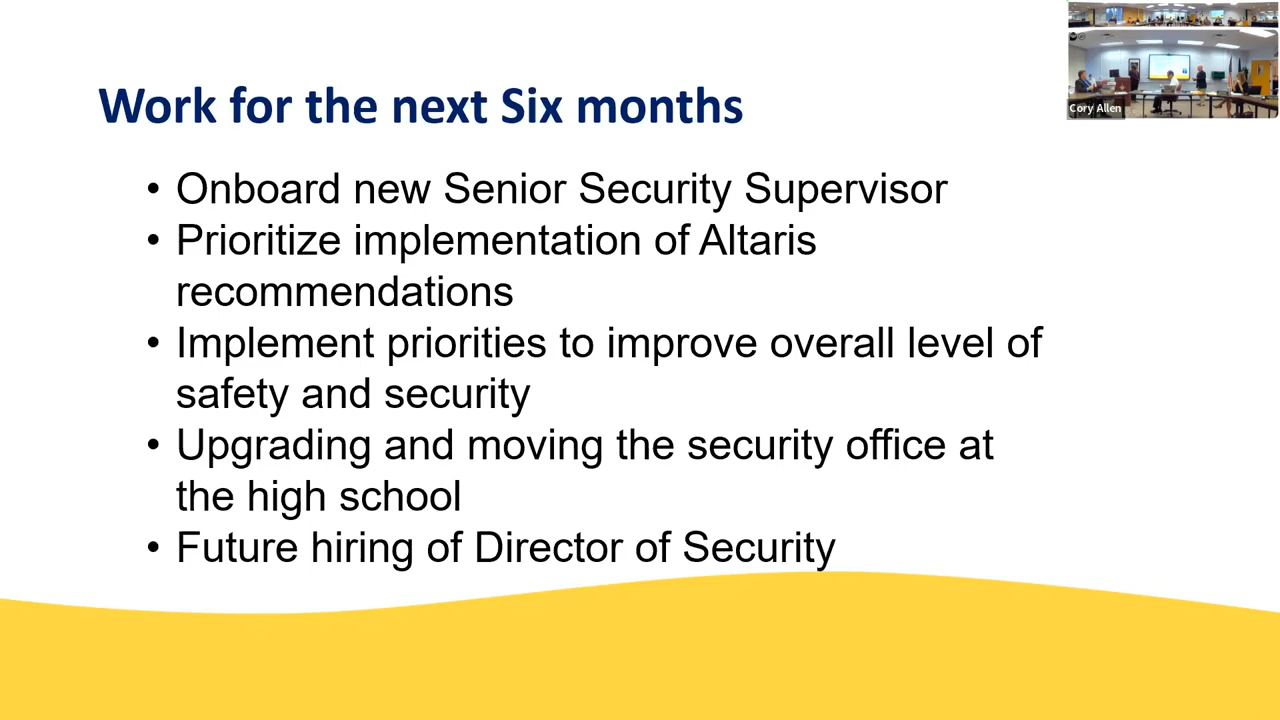 Work for the next Six months
Cory Allen
• Onboard new Senior Security Supervisor
• Prioritize implementation of Altaris
recommendations
• Implement priorities to improve overall level of
safety and security
• Upgrading and moving the security office at
the high school
• Future hiring of Director of Security